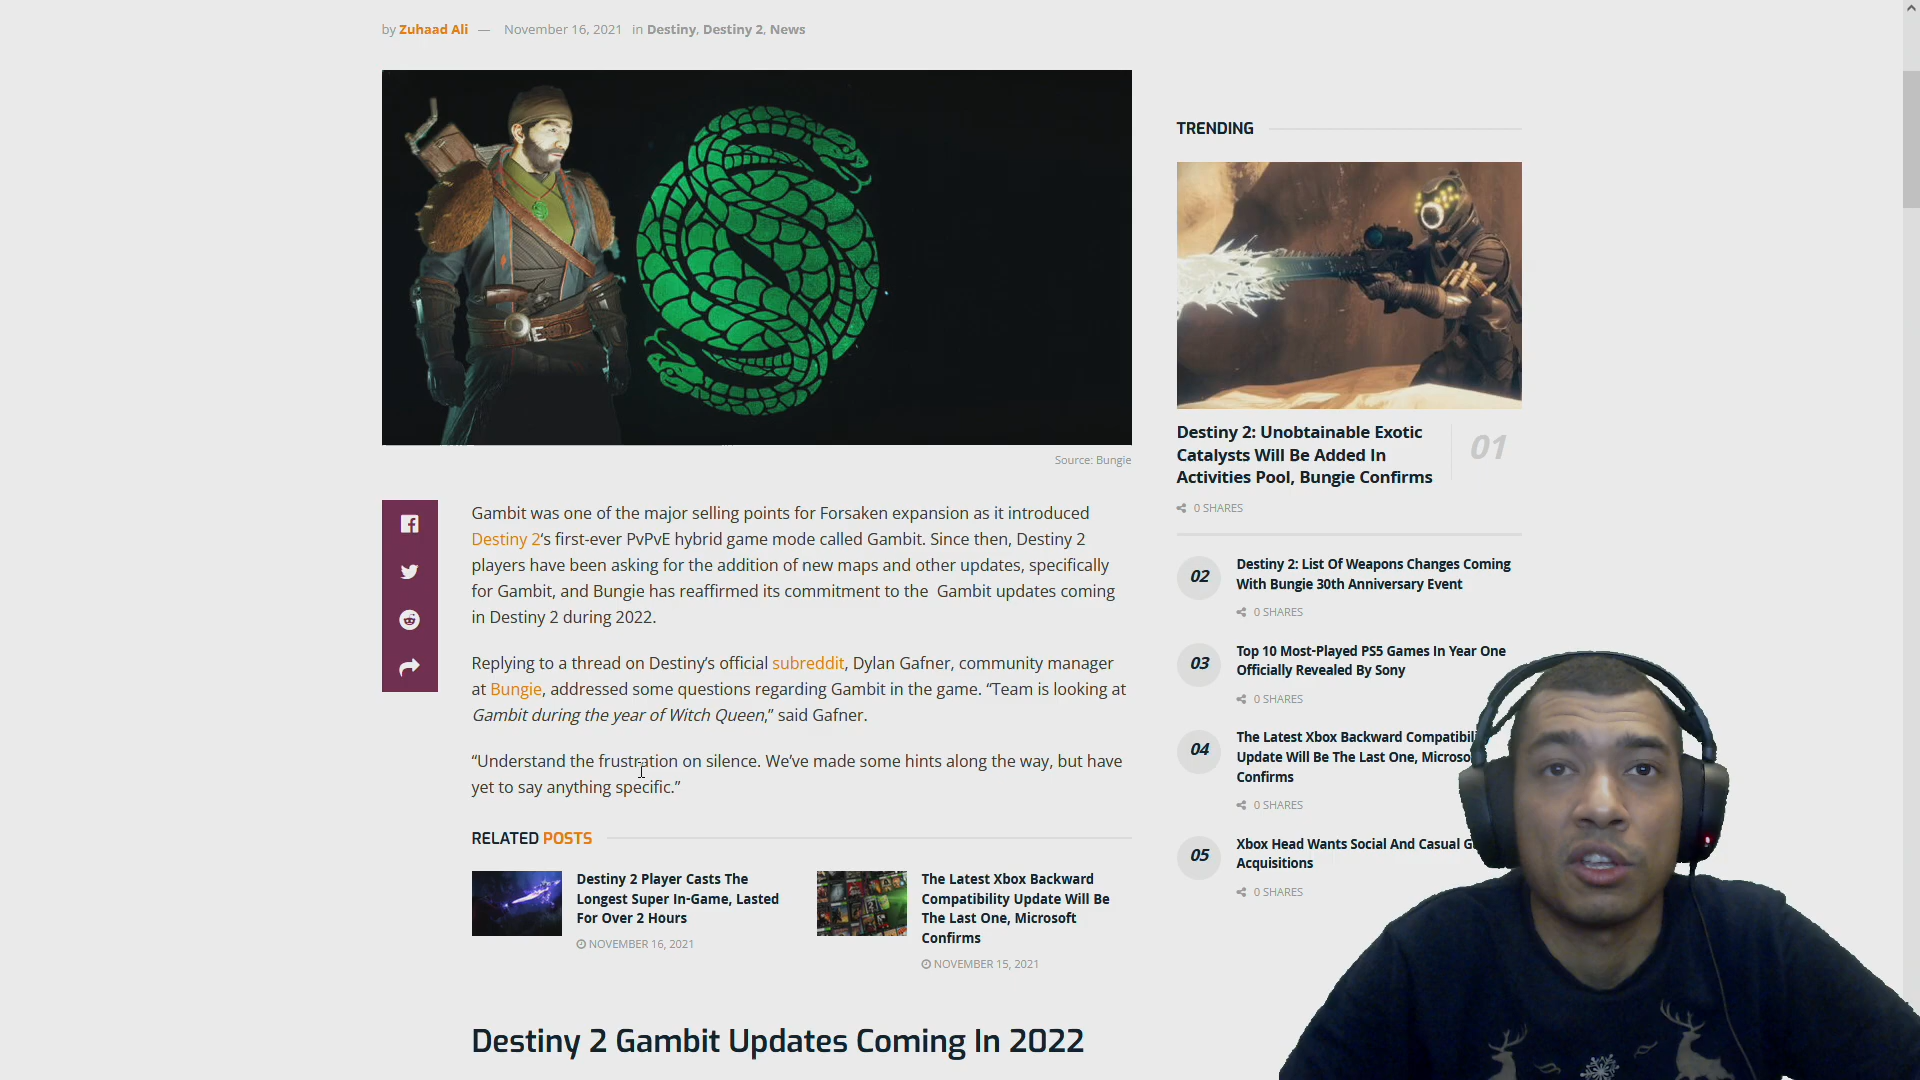 by Zuhaad Ali — November 16, 2021 in Destiny, Destiny 2, News
Source: Bungie
Gambit was one of the major selling points for Forsaken expansion as it introduced
Destiny 2‘s first-ever PvPvE hybrid game mode called Gambit. Since then, Destiny 2
players have been asking for the addition of new maps and other updates, specifically
for Gambit, and Bungie has reaffirmed its commitment to the  Gambit updates coming
in Destiny 2 during 2022.
Replying to a thread on Destiny’s official subreddit, Dylan Gafner, community manager
at Bungie, addressed some questions regarding Gambit in the game. “Team is looking at
Gambit during the year of Witch Queen,” said Gafner.
“Understand the frustration on silence. We’ve made some hints along the way, but have
yet to say anything specific.”
RELATED POSTS
Destiny 2 Player Casts The
Longest Super In-Game, Lasted
For Over 2 Hours
NOVEMBER 16, 2021
The Latest Xbox Backward
Compatibility Update Will Be
The Last One, Microsoft
Confirms
NOVEMBER 15, 2021
Destiny 2 Gambit Updates Coming In 2022
TRENDING
Destiny 2: Unobtainable Exotic
Catalysts Will Be Added In
Activities Pool, Bungie Confirms
01
0 SHARES
02
Destiny 2: List Of Weapons Changes Coming
With Bungie 30th Anniversary Event
0 SHARES
03
Top 10 Most-Played PS5 Games In Year One
Officially Revealed By Sony
0 SHARES
04
The Latest Xbox Backward Compatibil
Update Will Be The Last One, Microso
Confirms
0 SHARES
05
Xbox Head Wants Social And Casual G
Acquisitions
0 SHARES